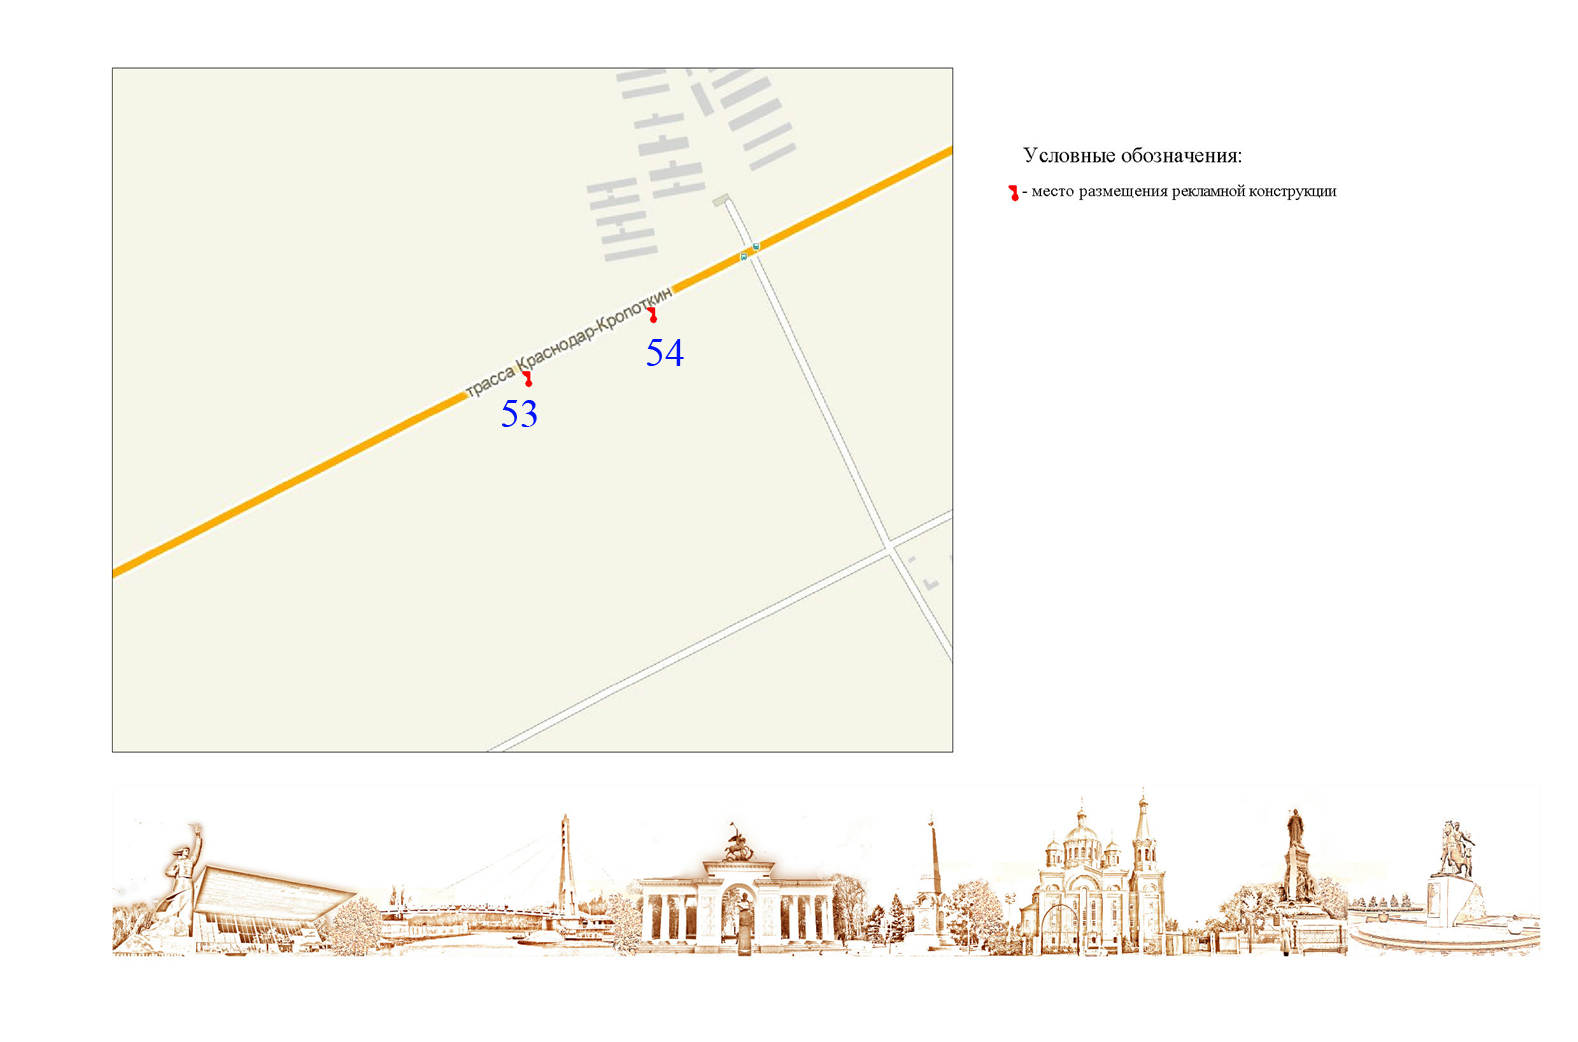 Условные обозначения:
- место размещения рекламной конструкции
трасса Краснодар-Кропоткин
54
53